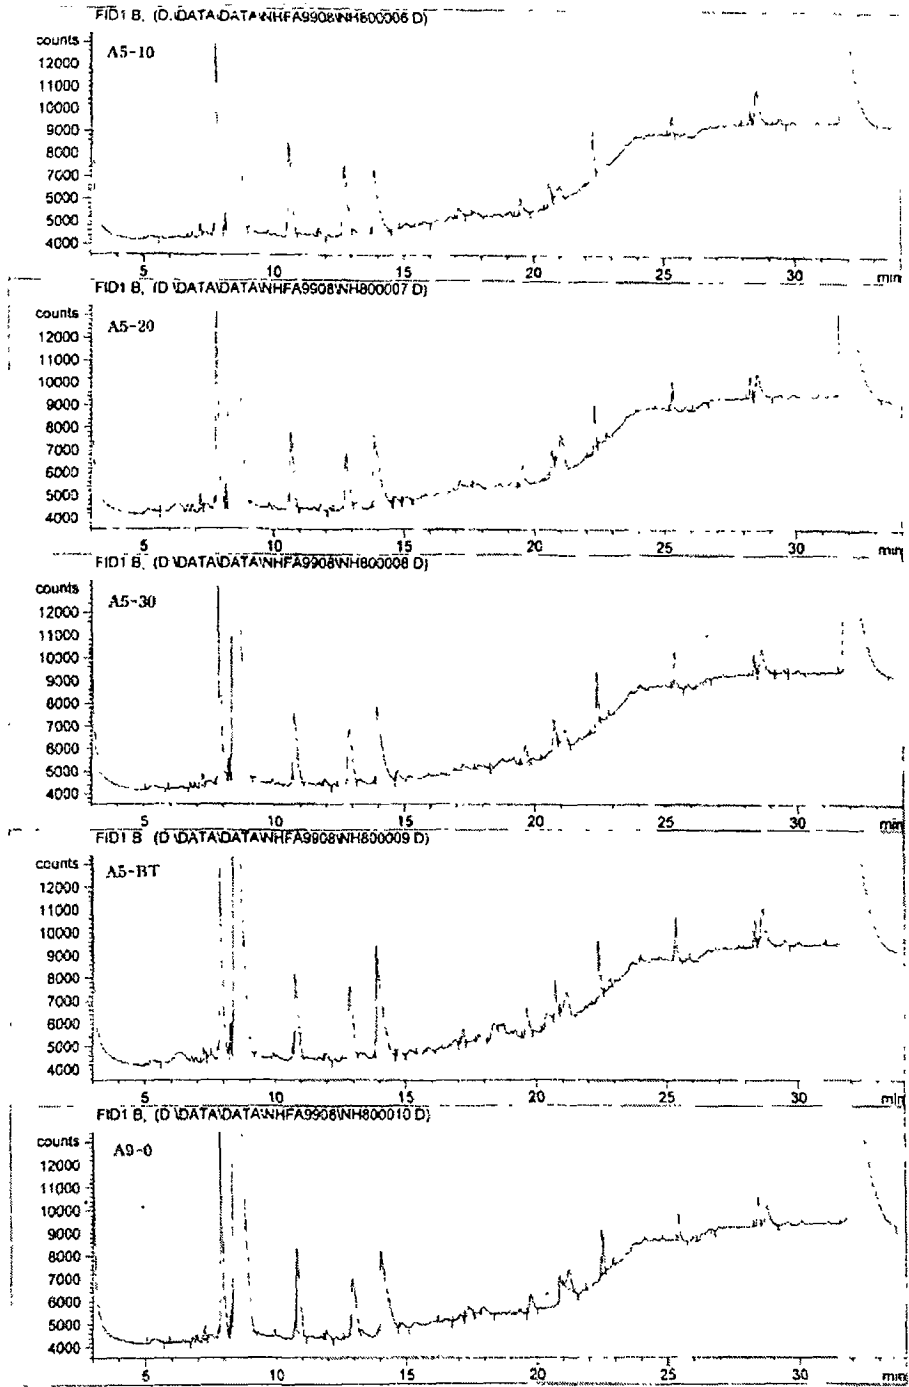 FID1 B, (D:\DATA\DATA\NHFA9908\NH800006 D)
counts
A5-10
12000
11000
10000
9000
8000
7000
6000
5000
4000
5 10 15 20 25 30 min
FID1 B, (D:\DATA\DATA\NHFA9908\NH800007 D)
counts
A5-20
12000
11000
10000
9000
8000
7000
6000
5000
4000
5 10 15 20 25 30 min
FID1 B, (D:\DATA\DATA\NHFA9908\NH800008 D)
counts
A5-30
12000
11000
10000
9000
8000
7000
6000
5000
4000
5 10 15 20 25 30 min
FID1 B (D:\DATA\DATA\NHFA9908\NH800009 D)
counts
A5-BT
12000
11000
10000
9000
8000
7000
6000
5000
4000
5 10 15 20 25 30 min
FID1 B, (D:\DATA\DATA\NHFA9908\NH800010 D)
counts
A9-0
12000
11000
10000
9000
8000
7000
6000
5000
4000
5 10 15 20 25 30 min